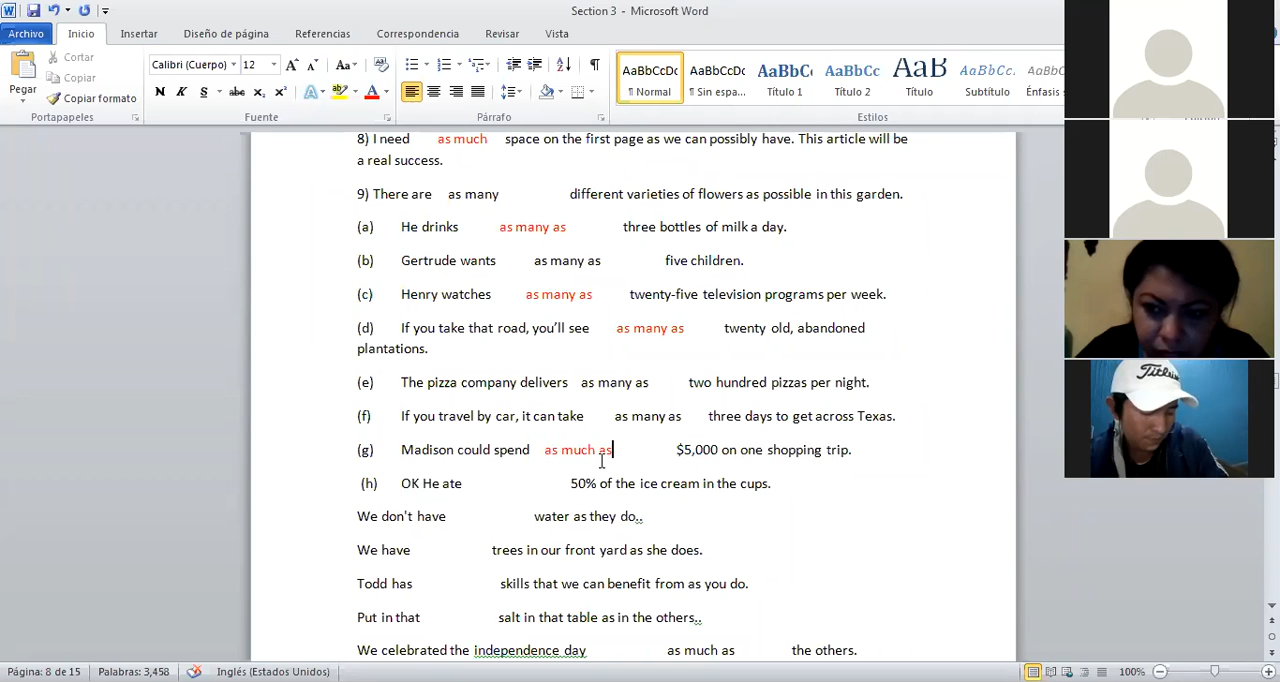 Section 3 - Microsoft Word
Archivo Inicio Insertar Diseño de página Referencias Correspondencia Revisar Vista
Pegar
Cortar
Copiar
Copiar formato
Portapapeles
Calibri (Cuerpo) 12
Fuente
Párrafo
AaBbCcDc AaBbCcDc AaBbC AaBbCc AaB AaBbCc AaBbCc
¶ Normal ¶ Sin espa... Título 1 Título 2 Título Subtítulo Énfasis
Estilos
8) I need as much space on the first page as we can possibly have. This article will be
a real success.
9) There are as many different varieties of flowers as possible in this garden.
(a) He drinks as many as three bottles of milk a day.
(b) Gertrude wants as many as five children.
(c) Henry watches as many as twenty-five television programs per week.
(d) If you take that road, you'll see as many as twenty old, abandoned
plantations.
(e) The pizza company delivers as many as two hundred pizzas per night.
(f) If you travel by car, it can take as many as three days to get across Texas.
(g) Madison could spend as much as $5,000 on one shopping trip.
(h) OK He ate 50% of the ice cream in the cups.
We don't have water as they do..
We have trees in our front yard as she does.
Todd has skills that we can benefit from as you do.
Put in that salt in that table as in the others..
We celebrated the independence day as much as the others.
Página: 8 de 15 Palabras: 3,458 Inglés (Estados Unidos) 100%
Titleist